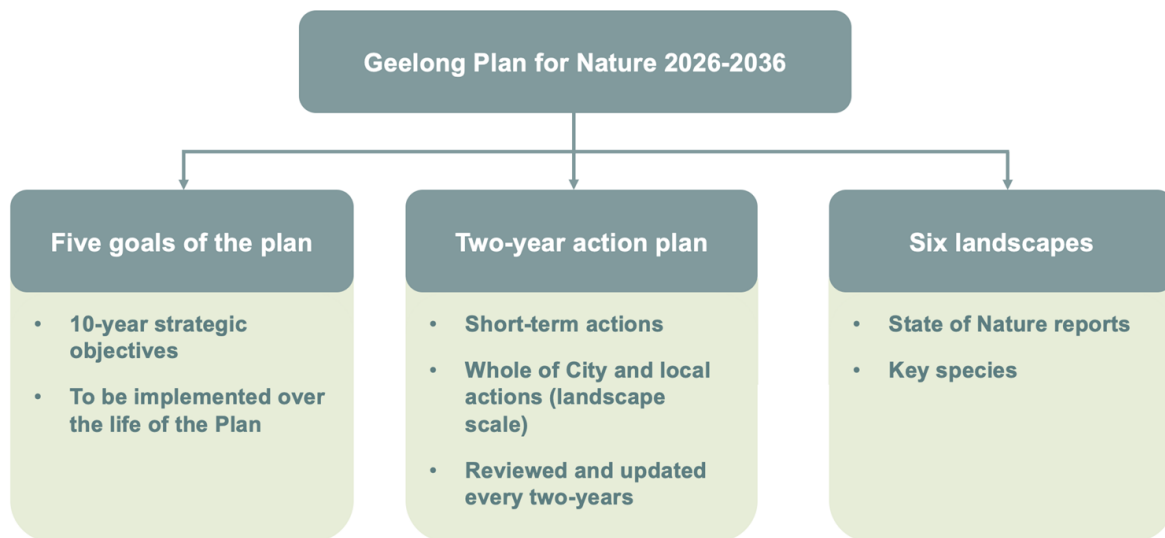 Geelong Plan for Nature 2026-2036
Five goals of the plan
• 10-year strategic
objectives
• To be implemented over
the life of the Plan
Two-year action plan
• Short-term actions
• Whole of City and local
actions (landscape
scale)
• Reviewed and updated
every two-years
Six landscapes
• State of Nature reports
• Key species